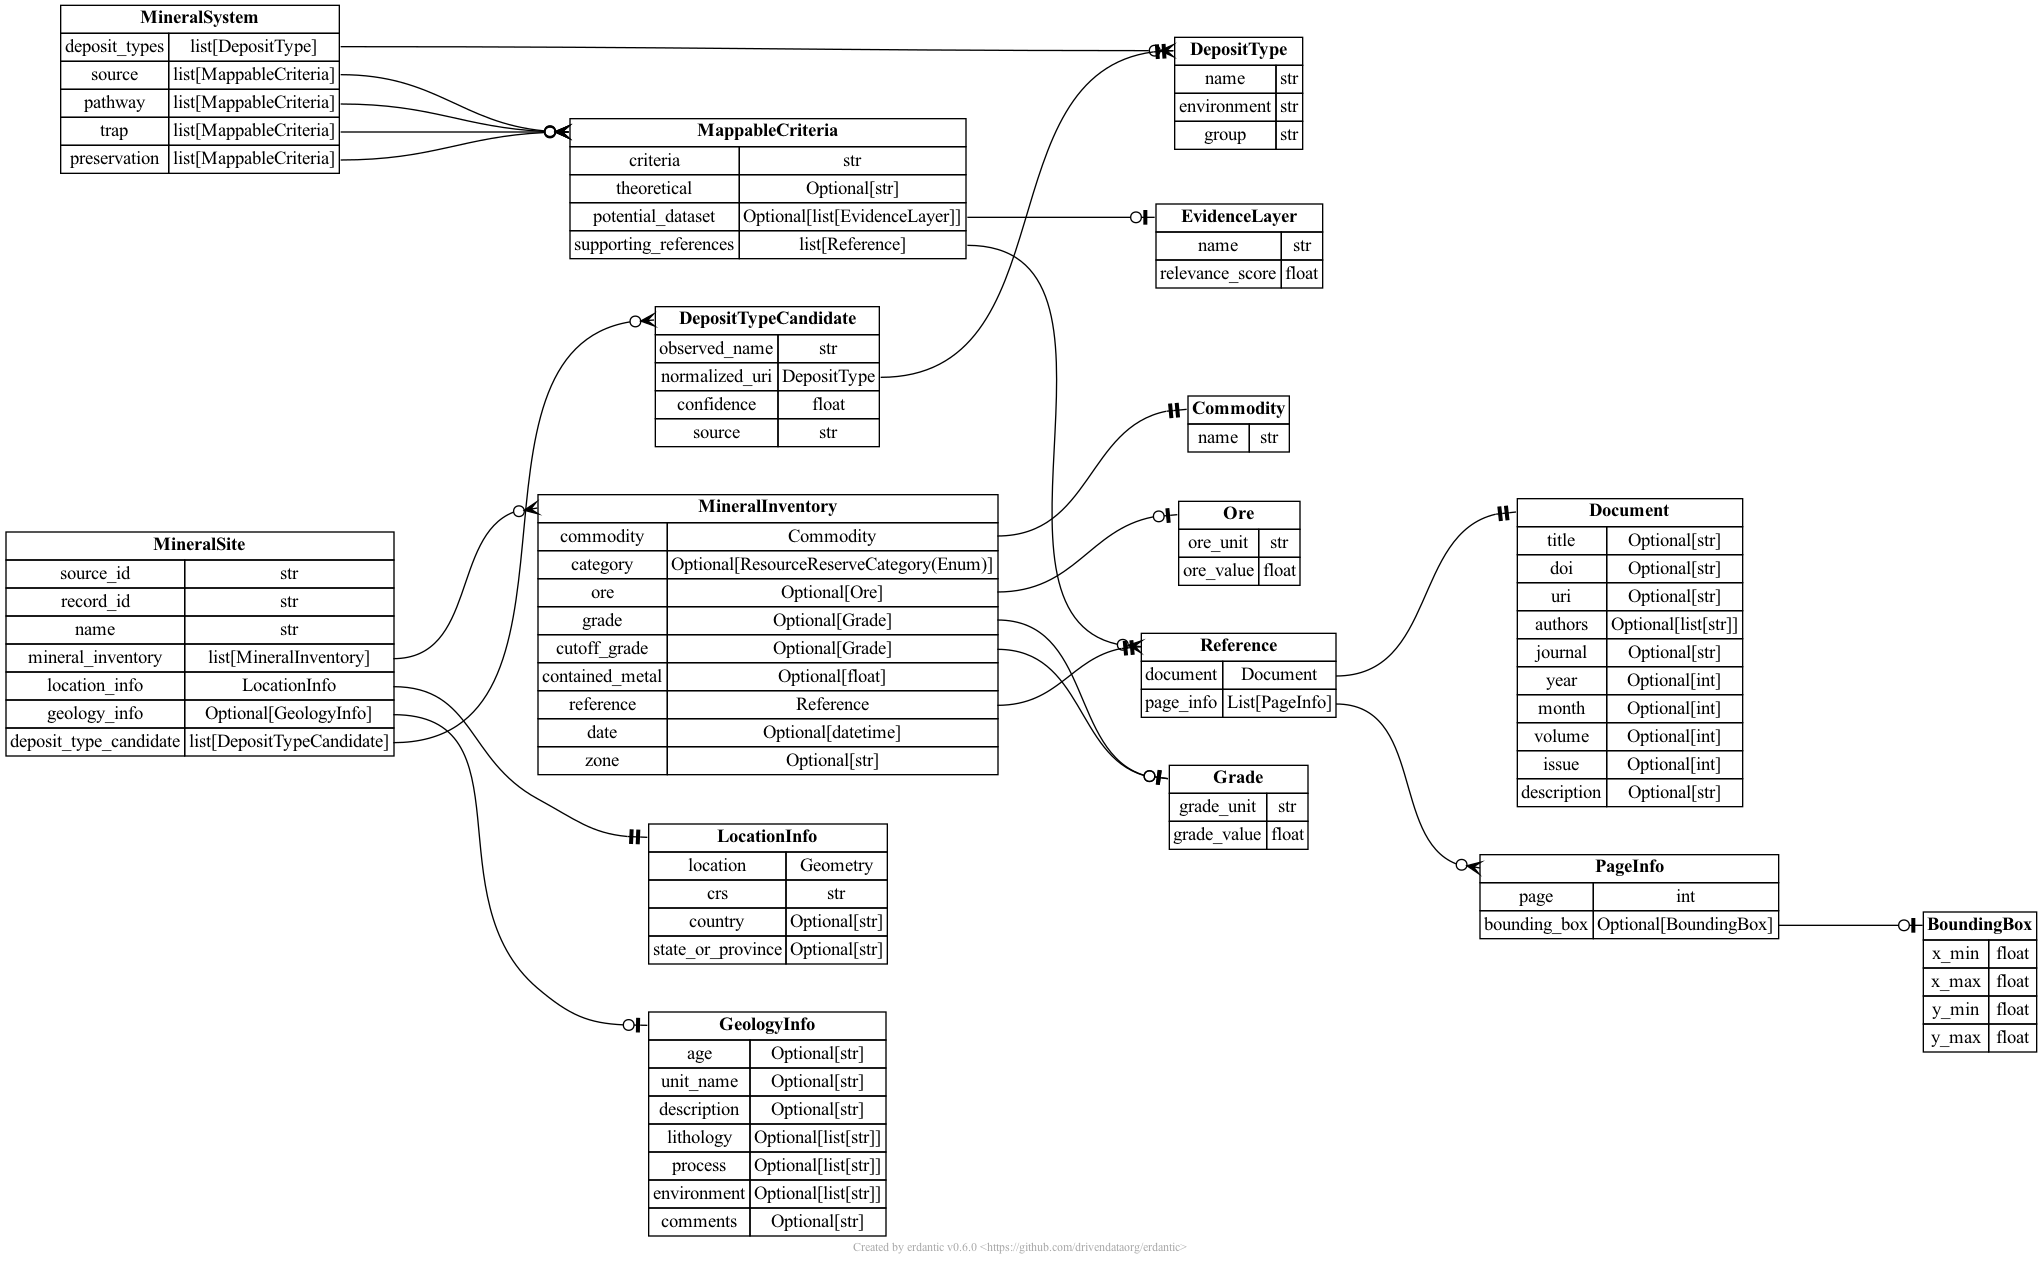 MineralSystem
deposit_types list[DepositType]
source list[MappableCriteria]
pathway list[MappableCriteria]
trap list[MappableCriteria]
preservation list[MappableCriteria]
DepositType
name str
environment str
group str
MappableCriteria
criteria str
theoretical Optional[str]
potential_dataset Optional[list[EvidenceLayer]]
supporting_references list[Reference]
EvidenceLayer
name str
relevance_score float
DepositTypeCandidate
observed_name str
normalized_uri DepositType
confidence float
source str
Commodity
name str
MineralSite
source_id str
record_id str
name str
mineral_inventory list[MineralInventory]
location_info LocationInfo
geology_info Optional[GeologyInfo]
deposit_type_candidate list[DepositTypeCandidate]
MineralInventory
commodity Commodity
category Optional[ResourceReserveCategory(Enum)]
ore Optional[Ore]
grade Optional[Grade]
cutoff_grade Optional[Grade]
contained_metal Optional[float]
reference Reference
date Optional[datetime]
zone Optional[str]
Ore
ore_unit str
ore_value float
Reference
document Document
page_info List[PageInfo]
Grade
grade_unit str
grade_value float
Document
title Optional[str]
doi Optional[str]
uri Optional[str]
authors Optional[list[str]]
journal Optional[str]
year Optional[int]
month Optional[int]
volume Optional[int]
issue Optional[int]
description Optional[str]
LocationInfo
location Geometry
crs str
country Optional[str]
state_or_province Optional[str]
PageInfo
page int
bounding_box Optional[BoundingBox]
BoundingBox
x_min float
x_max float
y_min float
y_max float
GeologyInfo
age Optional[str]
unit_name Optional[str]
description Optional[str]
lithology Optional[list[str]]
process Optional[list[str]]
environment Optional[list[str]]
comments Optional[str]
Created by erdantic v0.6.0 <https://github.com/drivendataorg/erdantic>